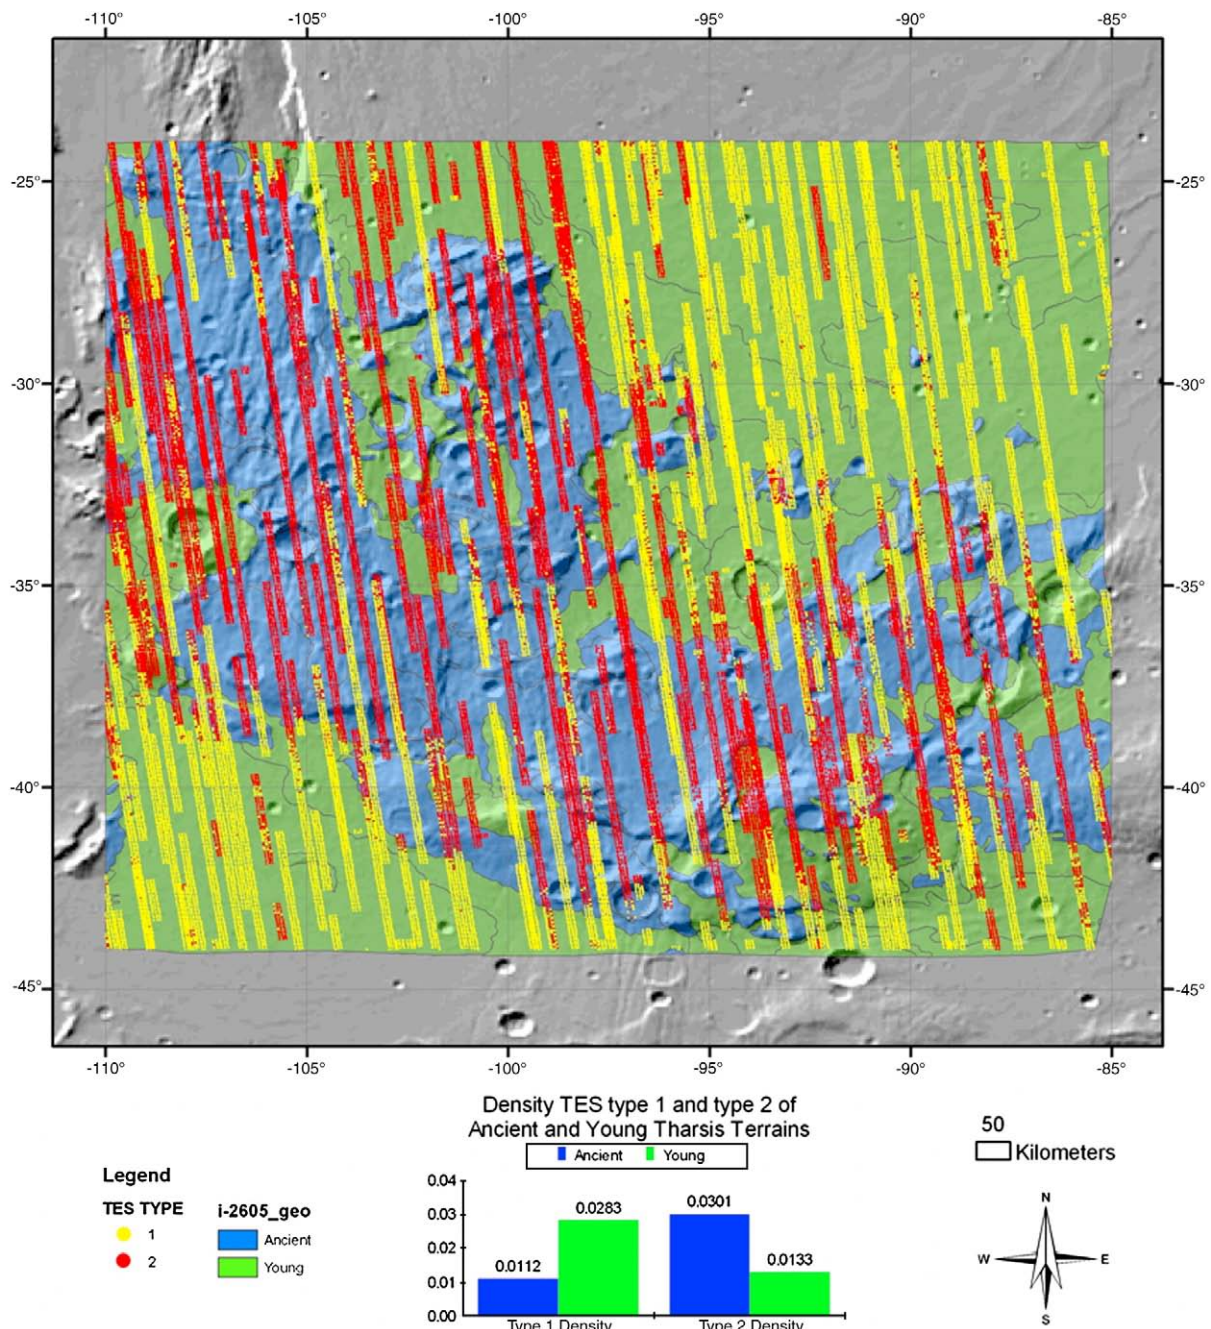 -110° -105° -100° -95° -90° -85°
-25° -25°
-30° -30°
-35° -35°
-40° -40°
-45° -45°
-110° -105° -100° -95° -90° -85°
Density TES type 1 and type 2 of
Ancient and Young Tharsis Terrains
Ancient Young
0.04
0.03
0.02
0.01
0.00
0.0112
0.0283
0.0301
0.0133
Type 1 Density Type 2 Density
Legend
TES TYPE
1
2
i-2605_geo
Ancient
Young
50
Kilometers
N
W E
S